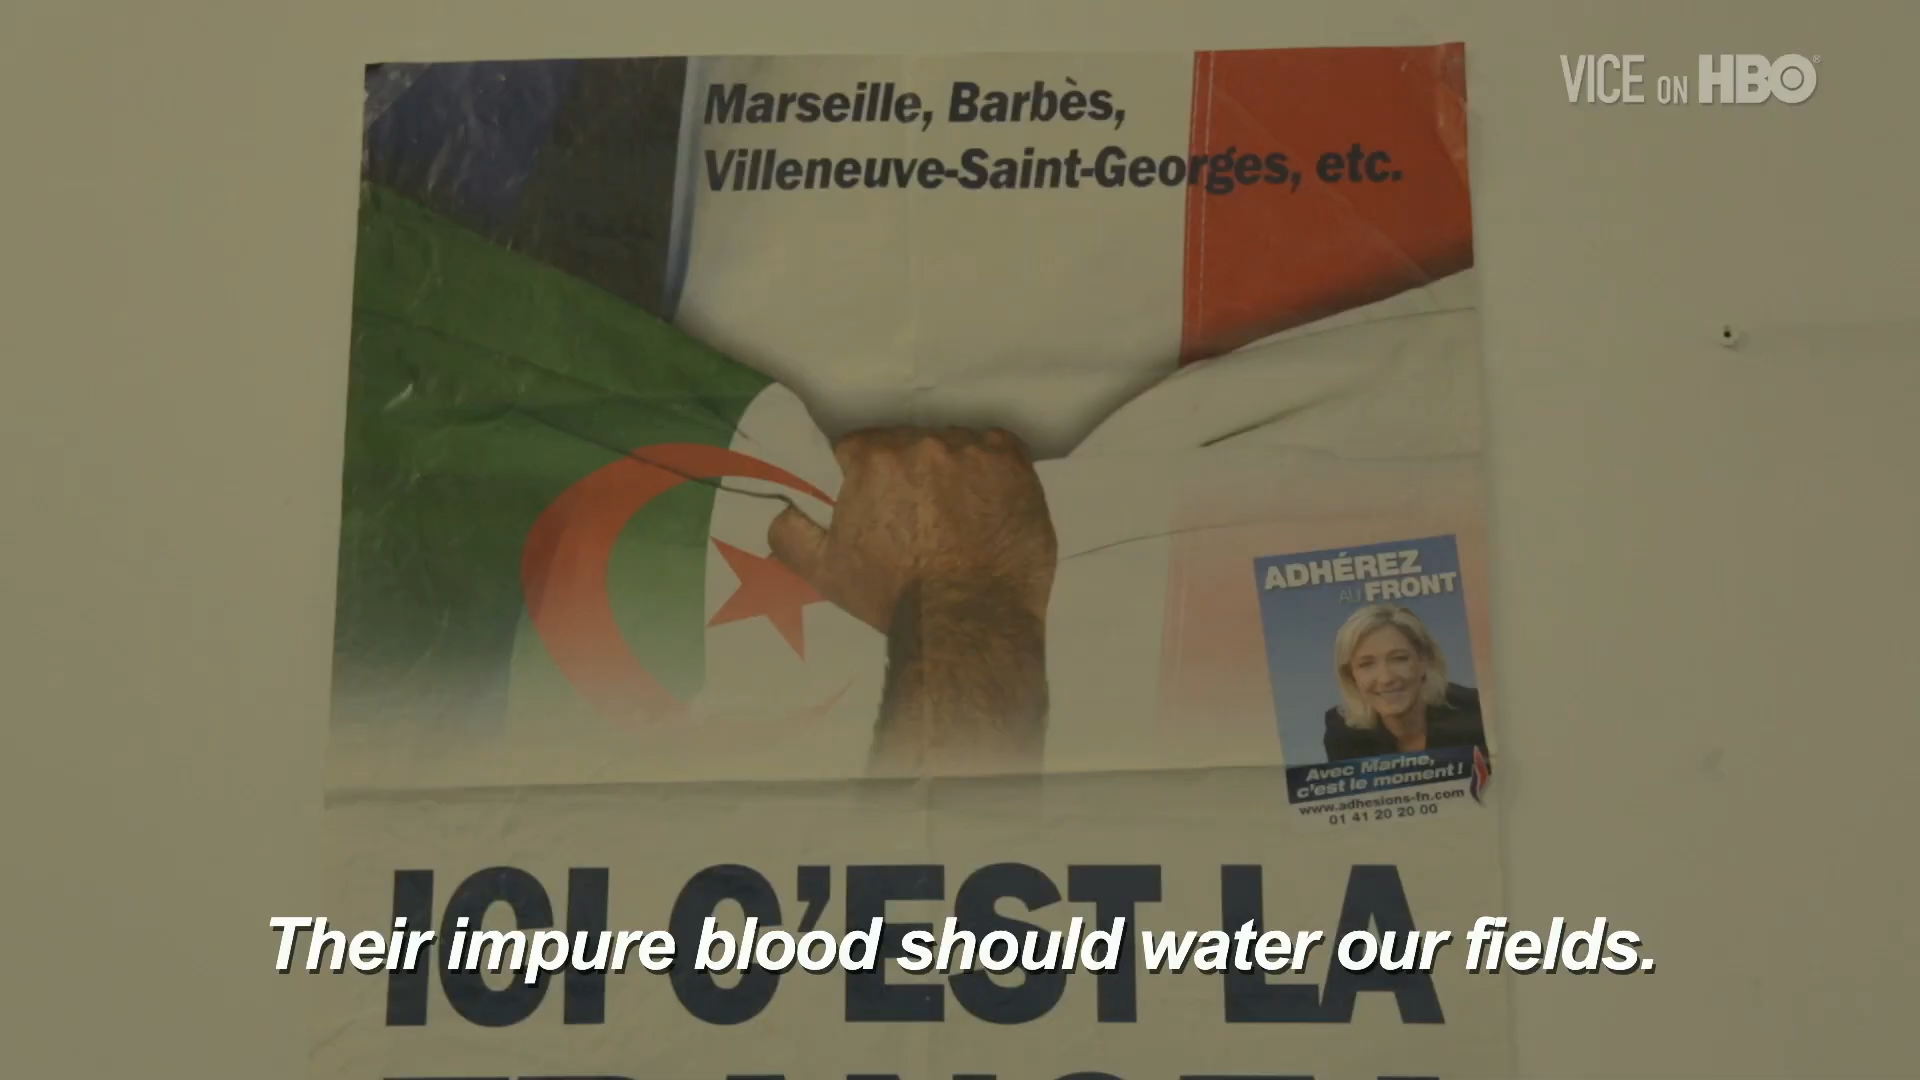 VICE ON HBO®
Marseille, Barbès,
Villeneuve-Saint-Georges, etc.
ADHÉREZ
AU FRONT
Avec Marine,
c'est le moment !
www.adhesions-fn.com
01 41 20 20 00
ICI C'EST LA
Their impure blood should water our fields.